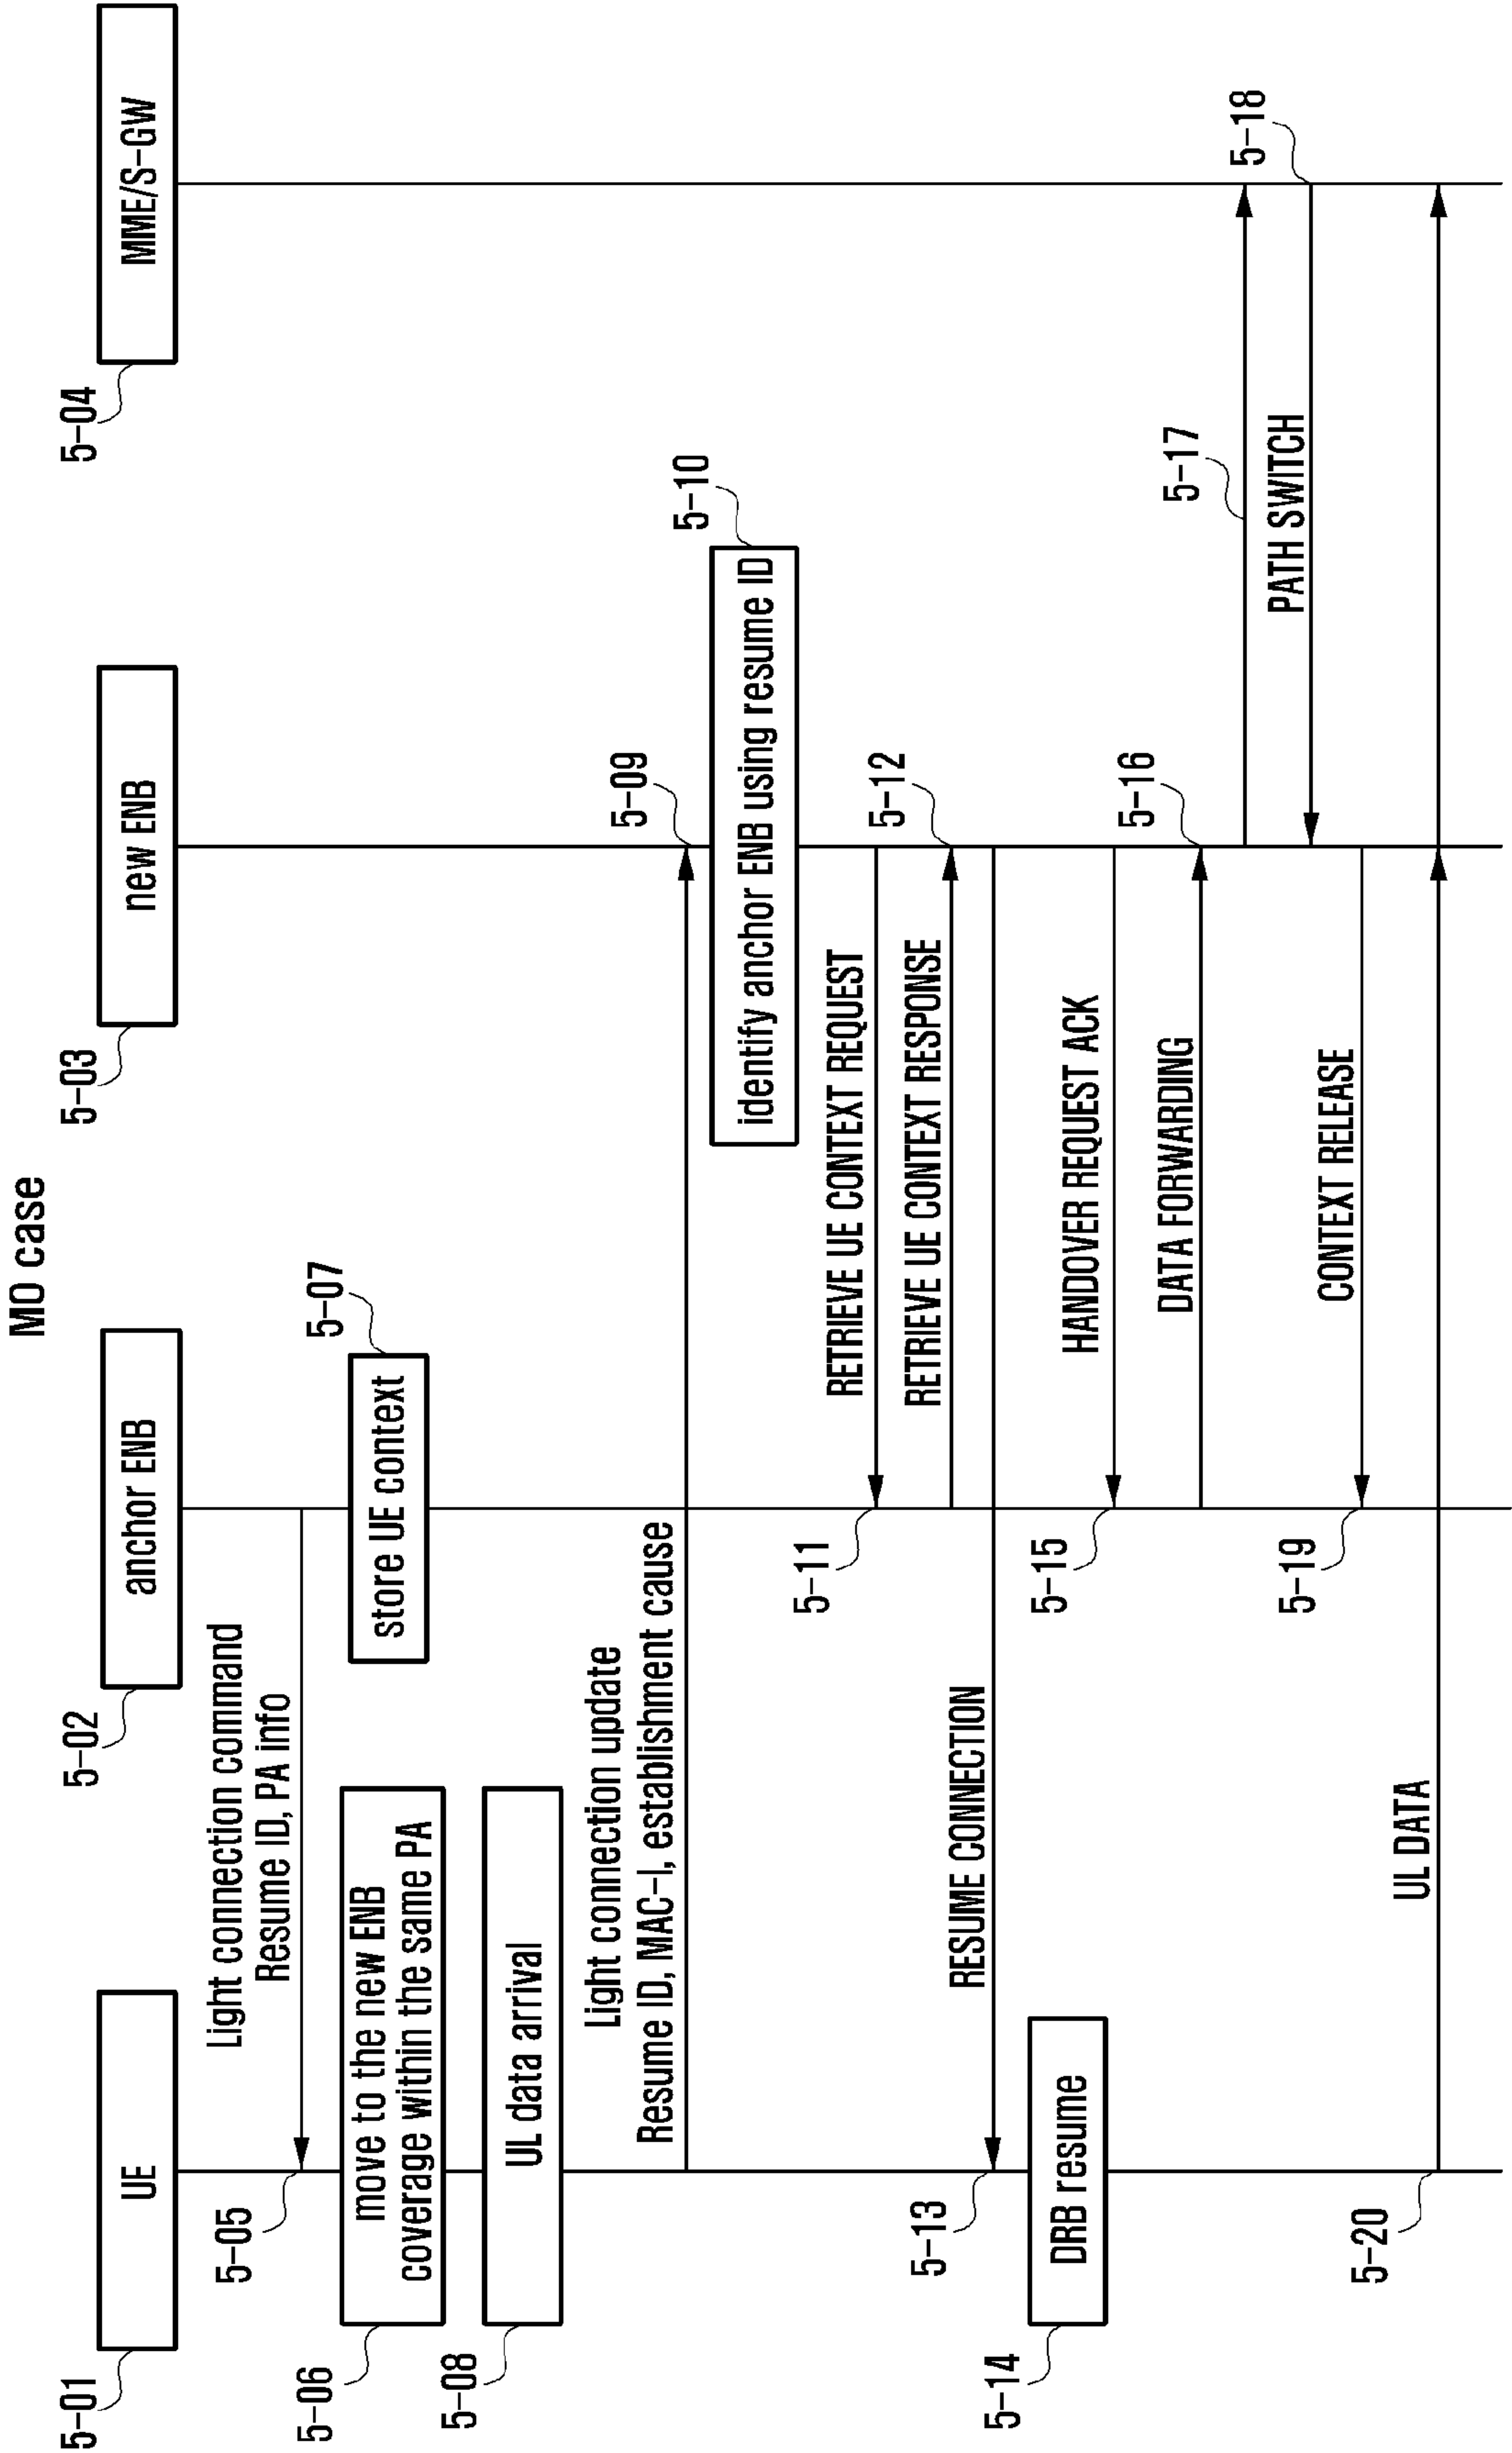 MO case
5-01
UE
5-02
anchor ENB
5-03
new ENB
5-04
MME/S-GW
Light connection command
Resume ID, PA info
5-05
5-06
move to the new ENB
coverage within the same PA
store UE context
5-07
5-08
UL data arrival
Light connection update
Resume ID, MAC-I, establishment cause
5-09
identify anchor ENB using resume ID
5-10
RETRIEVE UE CONTEXT REQUEST
5-11
RETRIEVE UE CONTEXT RESPONSE
5-12
RESUME CONNECTION
5-13
5-14
DRB resume
HANDOVER REQUEST ACK
5-15
DATA FORWARDING
5-16
5-17
PATH SWITCH
5-18
CONTEXT RELEASE
5-19
UL DATA
5-20